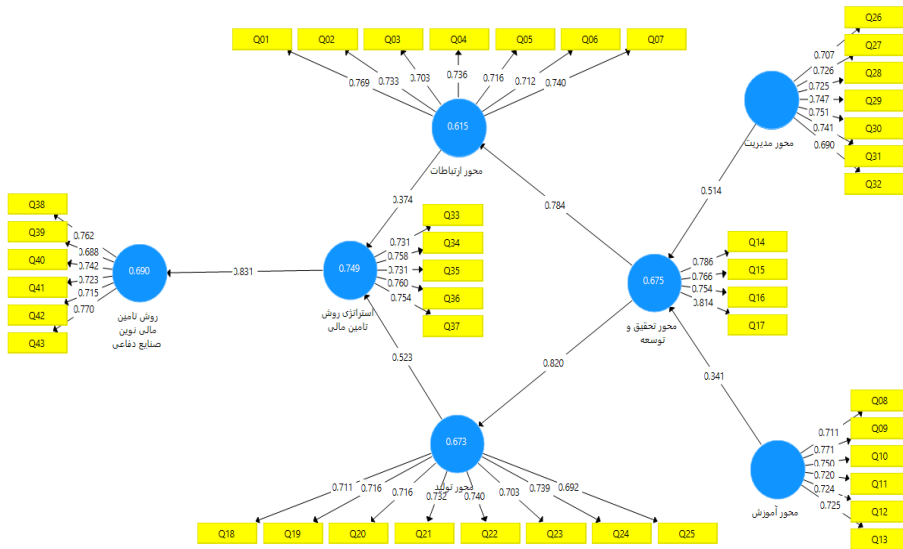 Q01
Q02
Q03
Q04
Q05
Q06
Q07
0.769
0.733
0.703
0.736
0.716
0.712
0.740
0.615
محور ارتباطات
Q26
Q27
Q28
Q29
Q30
Q31
Q32
0.707
0.726
0.725
0.747
0.751
0.741
0.690
محور مدیریت
0.514
0.784
0.374
Q38
Q39
Q40
Q41
Q42
Q43
0.762
0.688
0.742
0.723
0.715
0.770
0.690
روش تامین
مالی نوین
صنایع دفاعی
0.831
0.749
استراتژی روش
تامین مالی
Q33
Q34
Q35
Q36
Q37
0.731
0.758
0.731
0.760
0.754
0.675
محور تحقیق و
توسعه
Q14
Q15
Q16
Q17
0.786
0.766
0.754
0.814
0.523
0.820
0.341
0.673
محور تولید
0.711
0.716
0.716
0.732
0.740
0.703
0.739
0.692
Q18
Q19
Q20
Q21
Q22
Q23
Q24
Q25
Q08
Q09
Q10
Q11
Q12
Q13
0.711
0.771
0.750
0.720
0.724
0.725
محور آموزش